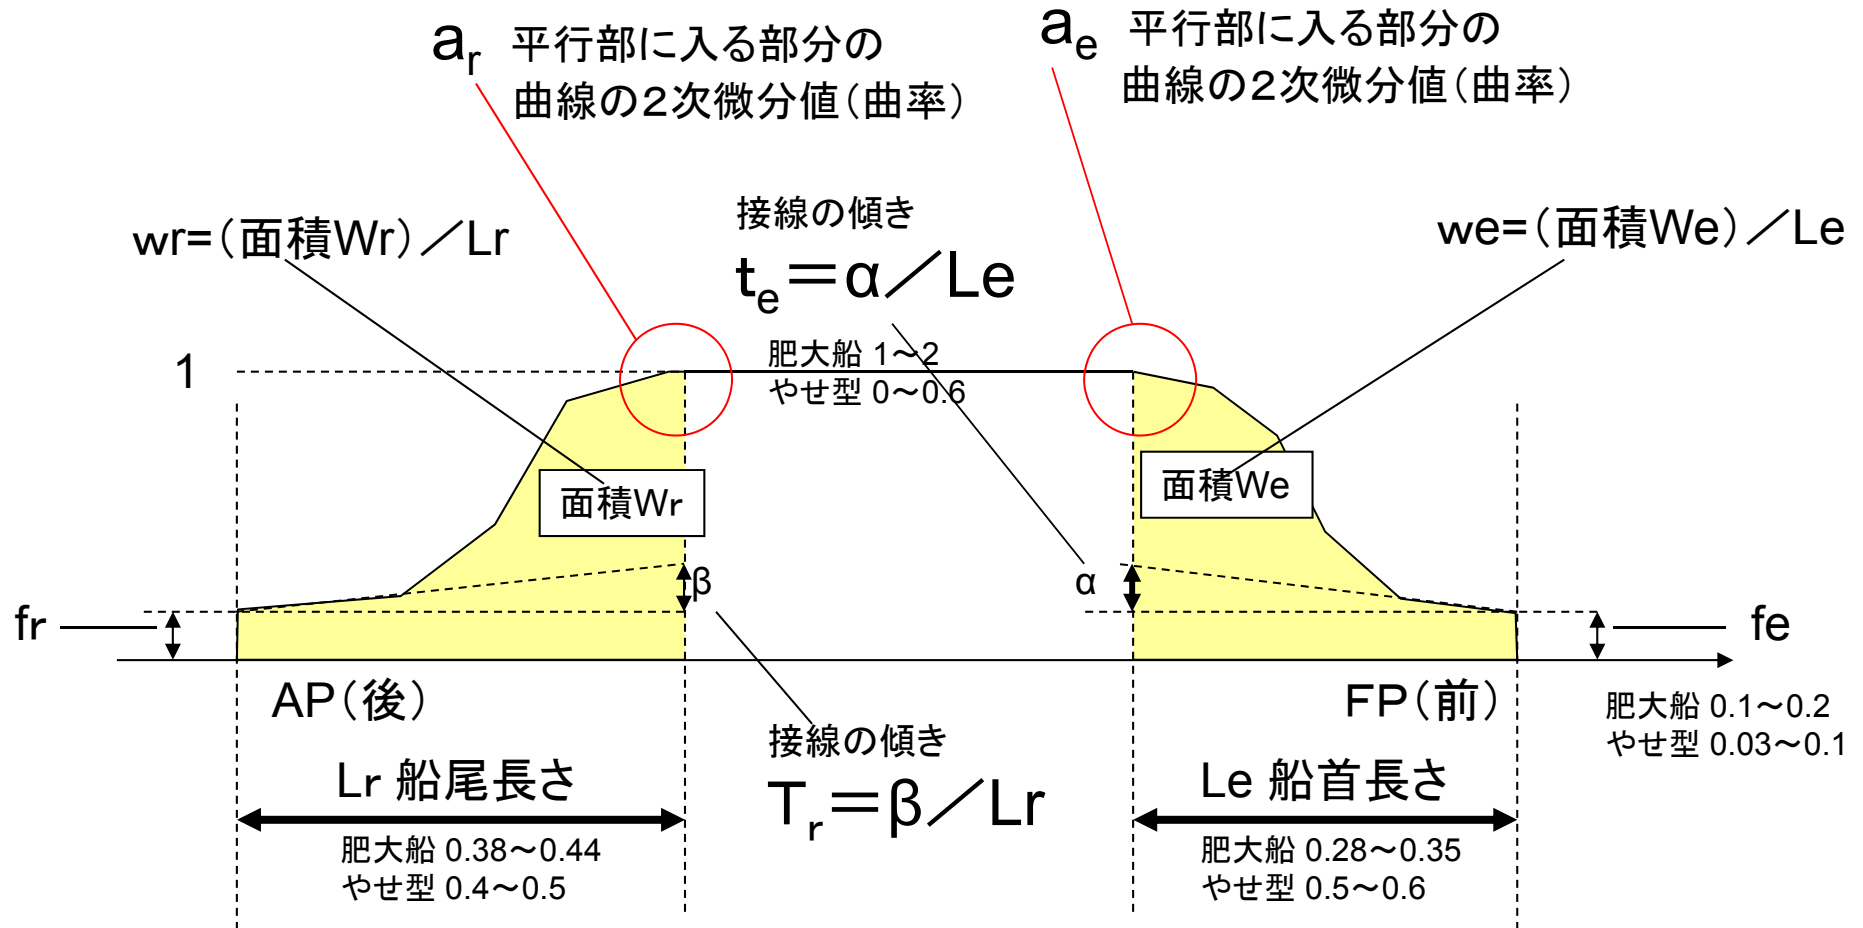 ar 平行部に入る部分の
曲線の２次微分値（曲率）
ae 平行部に入る部分の
曲線の２次微分値（曲率）
接線の傾き
te＝α／Le
wr=（面積Wr）／Lr
we=（面積We）／Le
肥大船 1～2
やせ型 0～0.6
1
面積Wr
面積We
β
α
fr
fe
AP（後）
FP（前）
肥大船 0.1～0.2
やせ型 0.03～0.1
接線の傾き
Tr＝β／Lr
Lr 船尾長さ
Le 船首長さ
肥大船 0.38～0.44
やせ型 0.4～0.5
肥大船 0.28～0.35
やせ型 0.5～0.6